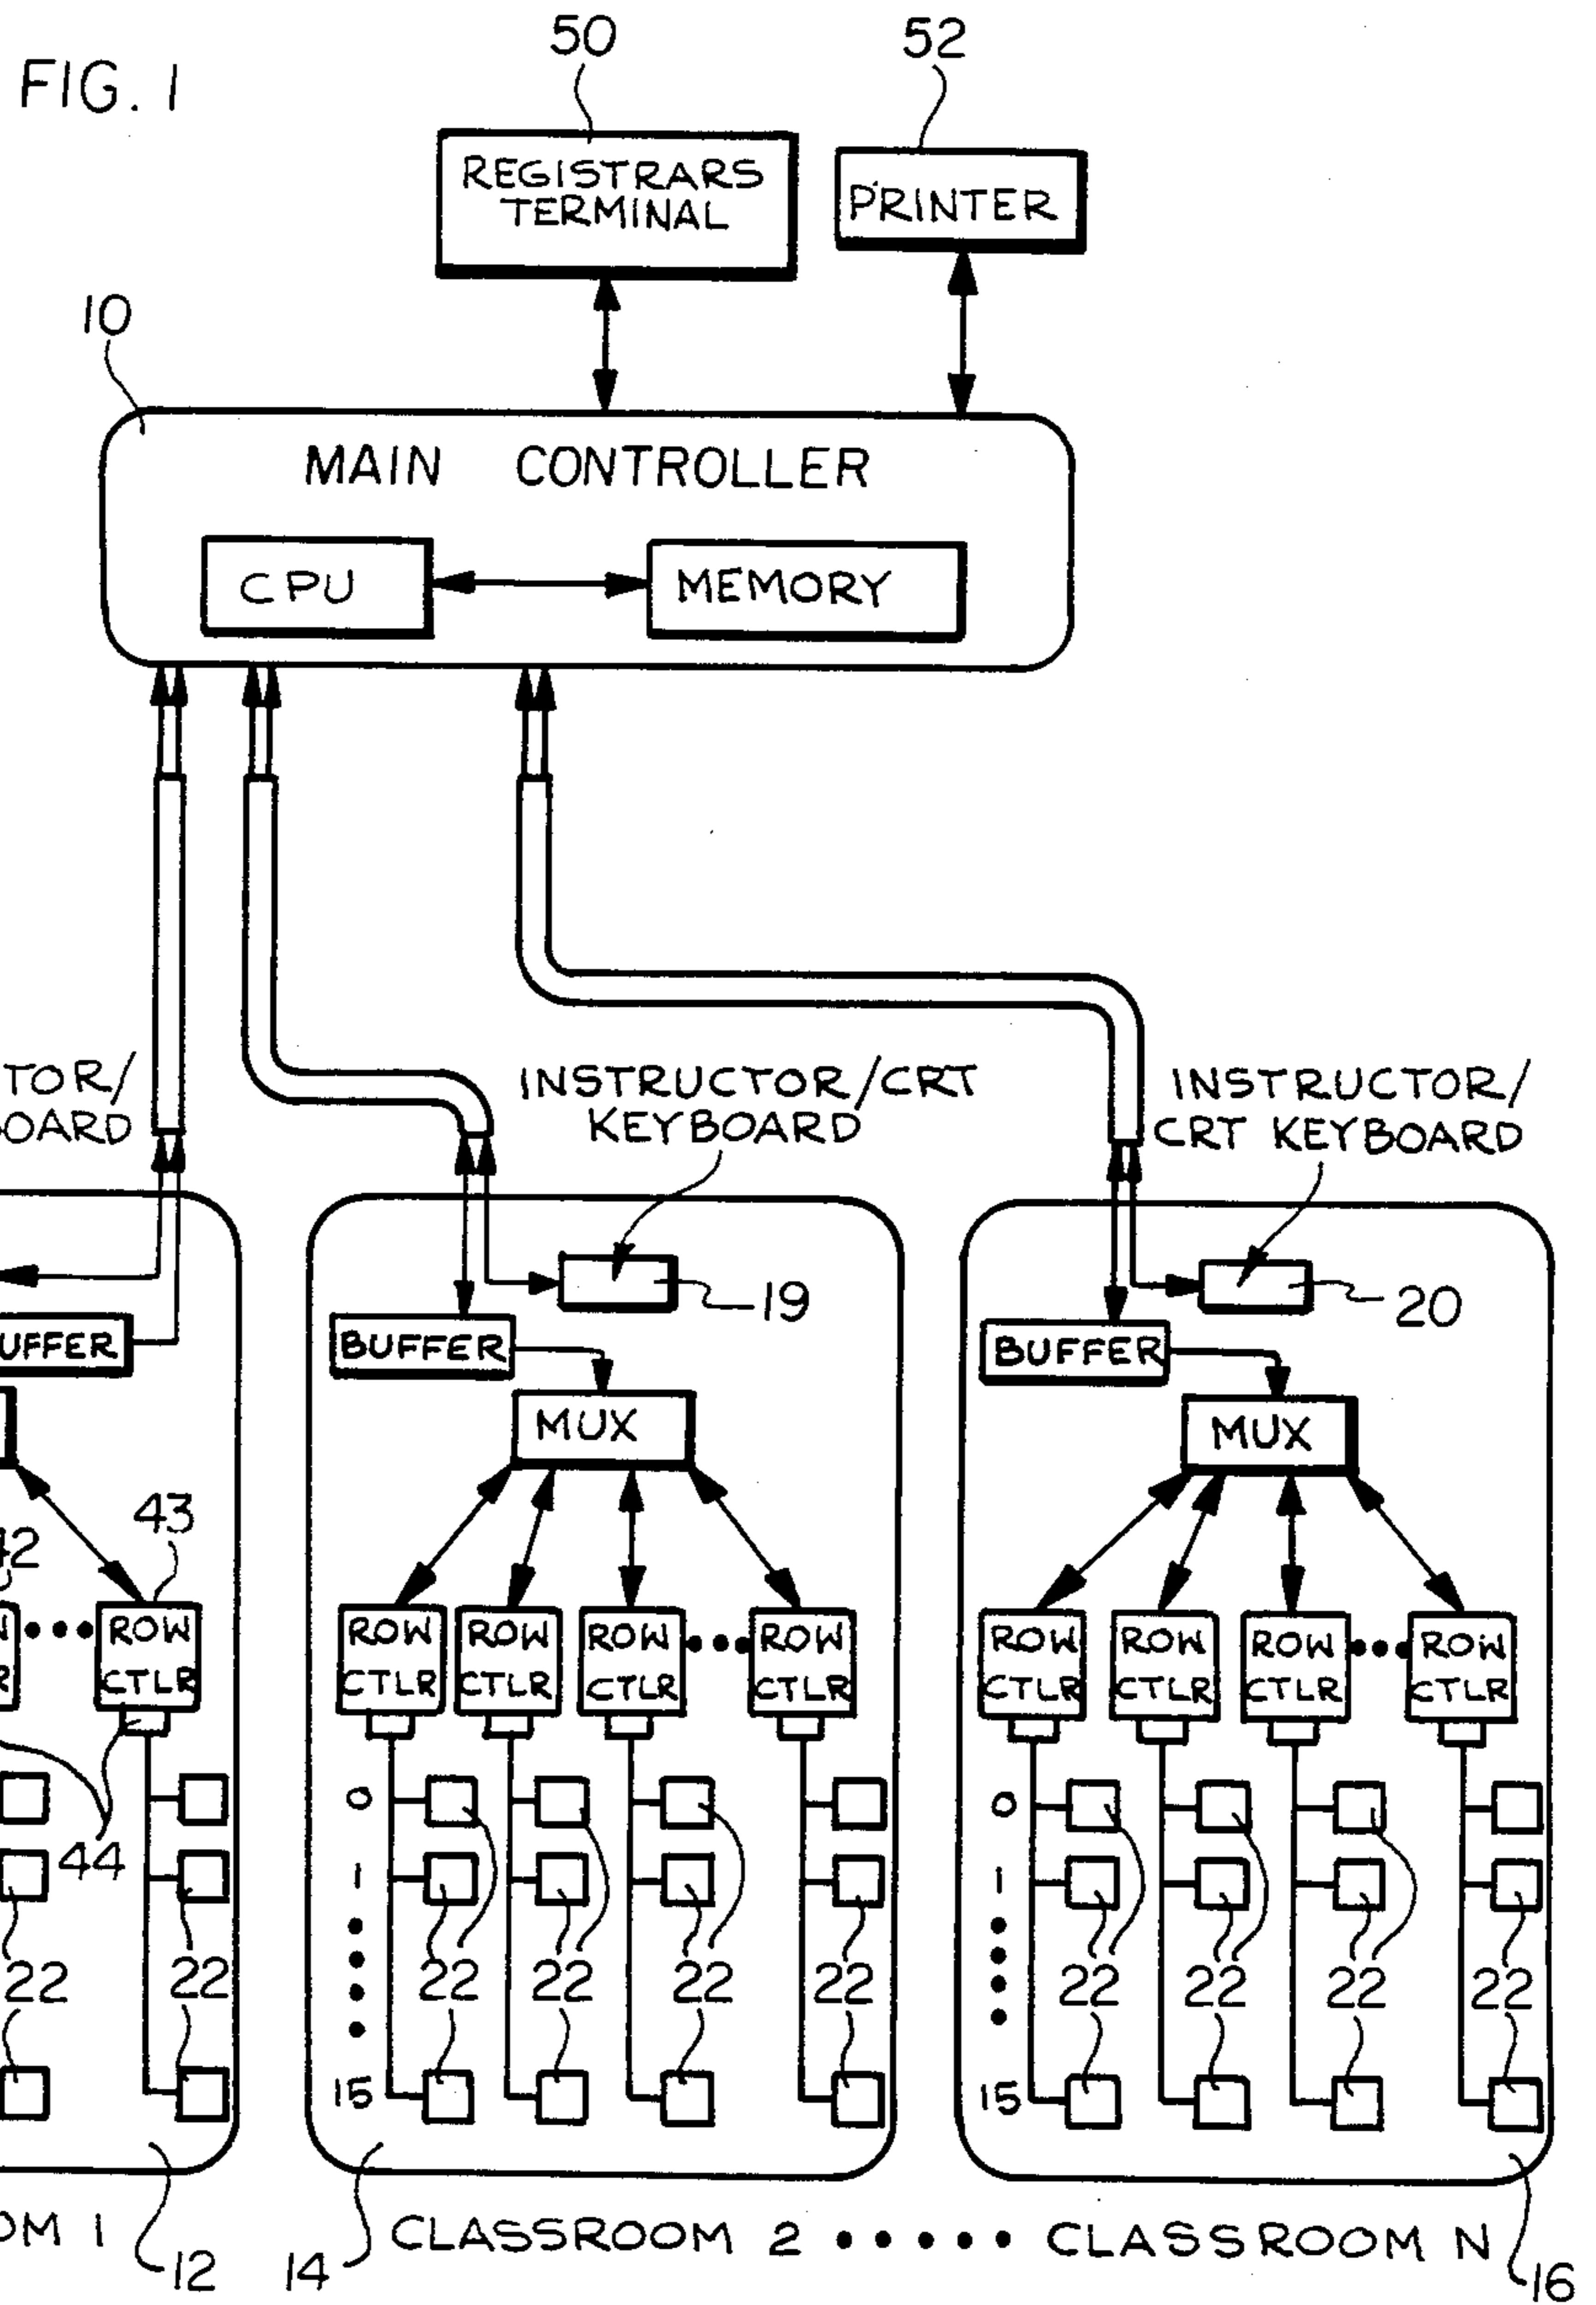 FIG. 1
50
52
REGISTRARS
TERMINAL
PRINTER
10
MAIN CONTROLLER
CPU
MEMORY
TOR/
OARD
INSTRUCTOR/CRT
KEYBOARD
INSTRUCTOR/
CRT KEYBOARD
19
20
UFFER
BUFFER
BUFFER
MUX
MUX
43
42
ROW
CTLR
ROW
CTLR
ROW
CTLR
ROW
CTLR
ROW
CTLR
ROW
CTLR
ROW
CTLR
ROW
CTLR
ROW
CTLR
44
0
1
15
0
1
15
22
22
22
22
22
22
22
22
22
22
OM 1
12
14
CLASSROOM 2 • • • • • CLASSROOM N
16